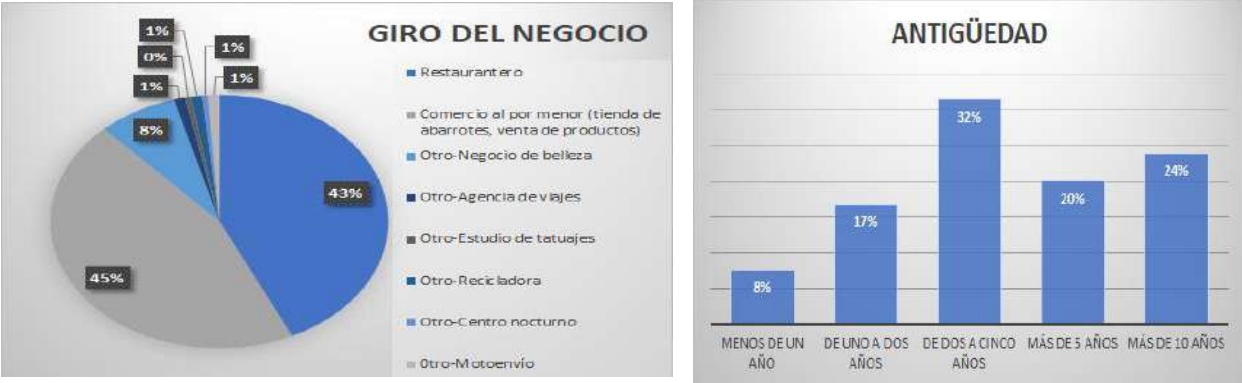 GIRO DEL NEGOCIO
1%
0%
1%
8%
1%
1%
43%
45%
Restaurantero
Comercio al por menor (tienda de
abarrotes, venta de productos)
Otro-Negocio de belleza
Otro-Agencia de viajes
Otro-Estudio de tatuajes
Otro-Recicladora
Otro-Centro nocturno
0tro-Motoenvío
ANTIGÜEDAD
8%
17%
32%
20%
24%
MENOS DE UN
AÑO
DE UNO A DOS
AÑOS
DE DOS A CINCO
AÑOS
MÁS DE 5 AÑOS
MÁS DE 10 AÑOS